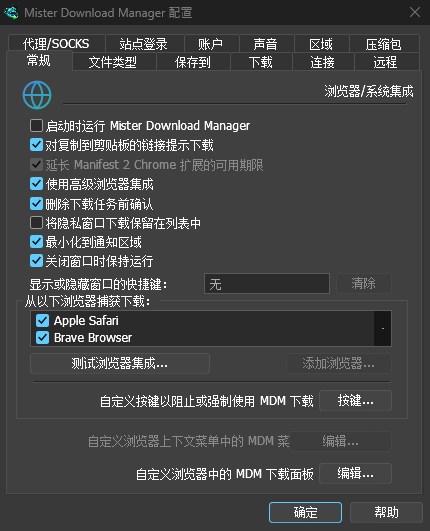 Mister Download Manager 配置
代理/SOCKS 站点登录 账户 声音 区域 压缩包
常规 文件类型 保存到 下载 连接 远程
浏览器/系统集成
启动时运行 Mister Download Manager
对复制到剪贴板的链接提示下载
延长 Manifest 2 Chrome 扩展的可用期限
使用高级浏览器集成
删除下载任务前确认
将隐私窗口下载保留在列表中
最小化到通知区域
关闭窗口时保持运行
显示或隐藏窗口的快捷键: 无 清除
从以下浏览器捕获下载:
Apple Safari
Brave Browser
测试浏览器集成... 添加浏览器...
自定义按键以阻止或强制使用 MDM 下载 按键...
自定义浏览器上下文菜单中的 MDM 菜 编辑...
自定义浏览器中的 MDM 下载面板 编辑...
确定 帮助